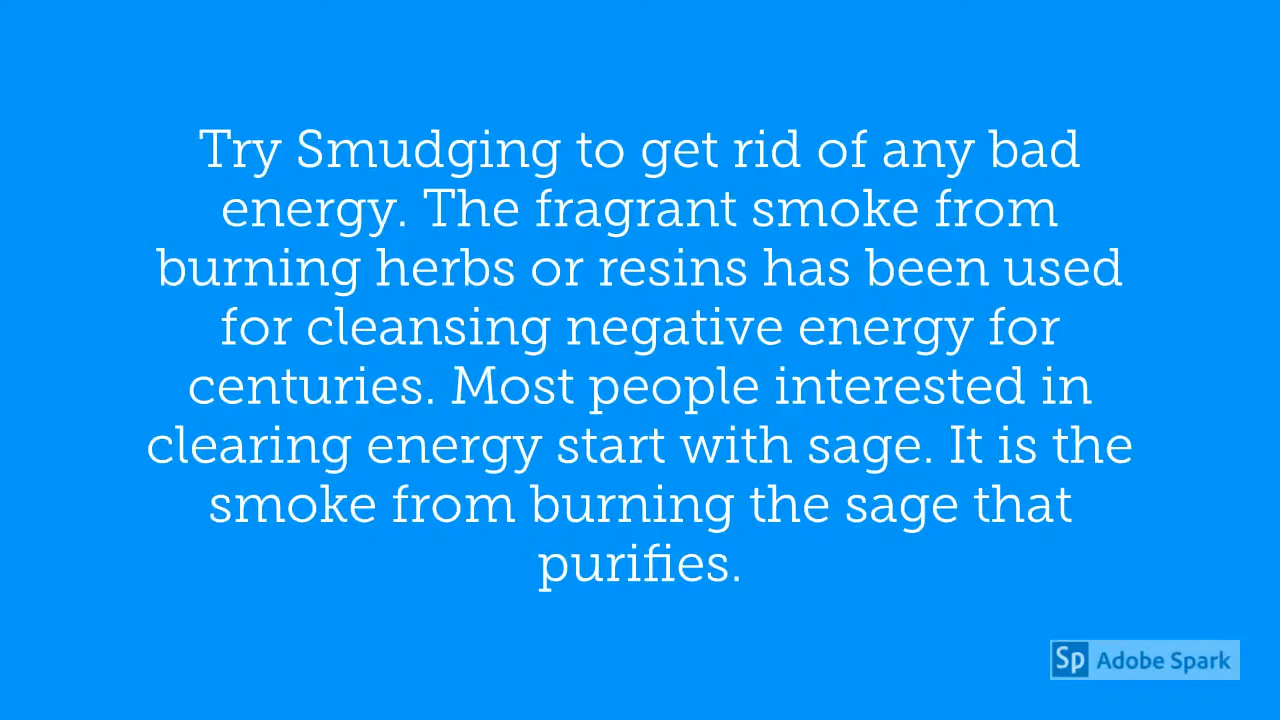 Try Smudging to get rid of any bad
energy. The fragrant smoke from
burning herbs or resins has been used
for cleansing negative energy for
centuries. Most people interested in
clearing energy start with sage. It is the
smoke from burning the sage that
purifies.
Sp Adobe Spark